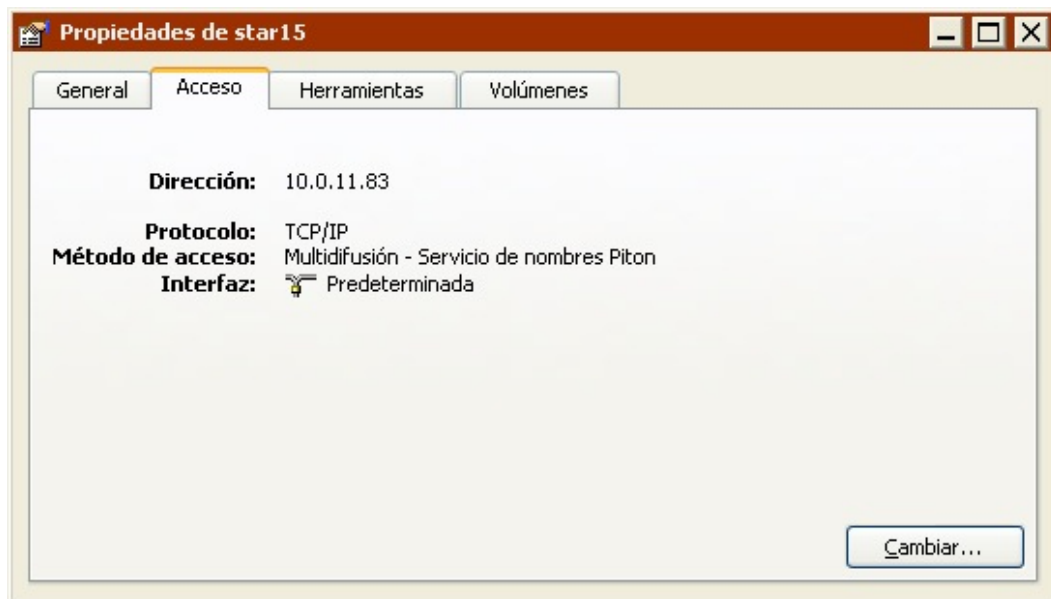 Propiedades de star15
General Acceso Herramientas Volúmenes
Dirección: 10.0.11.83
Protocolo: TCP/IP
Método de acceso: Multidifusión - Servicio de nombres Piton
Interfaz: Predeterminada
Cambiar...